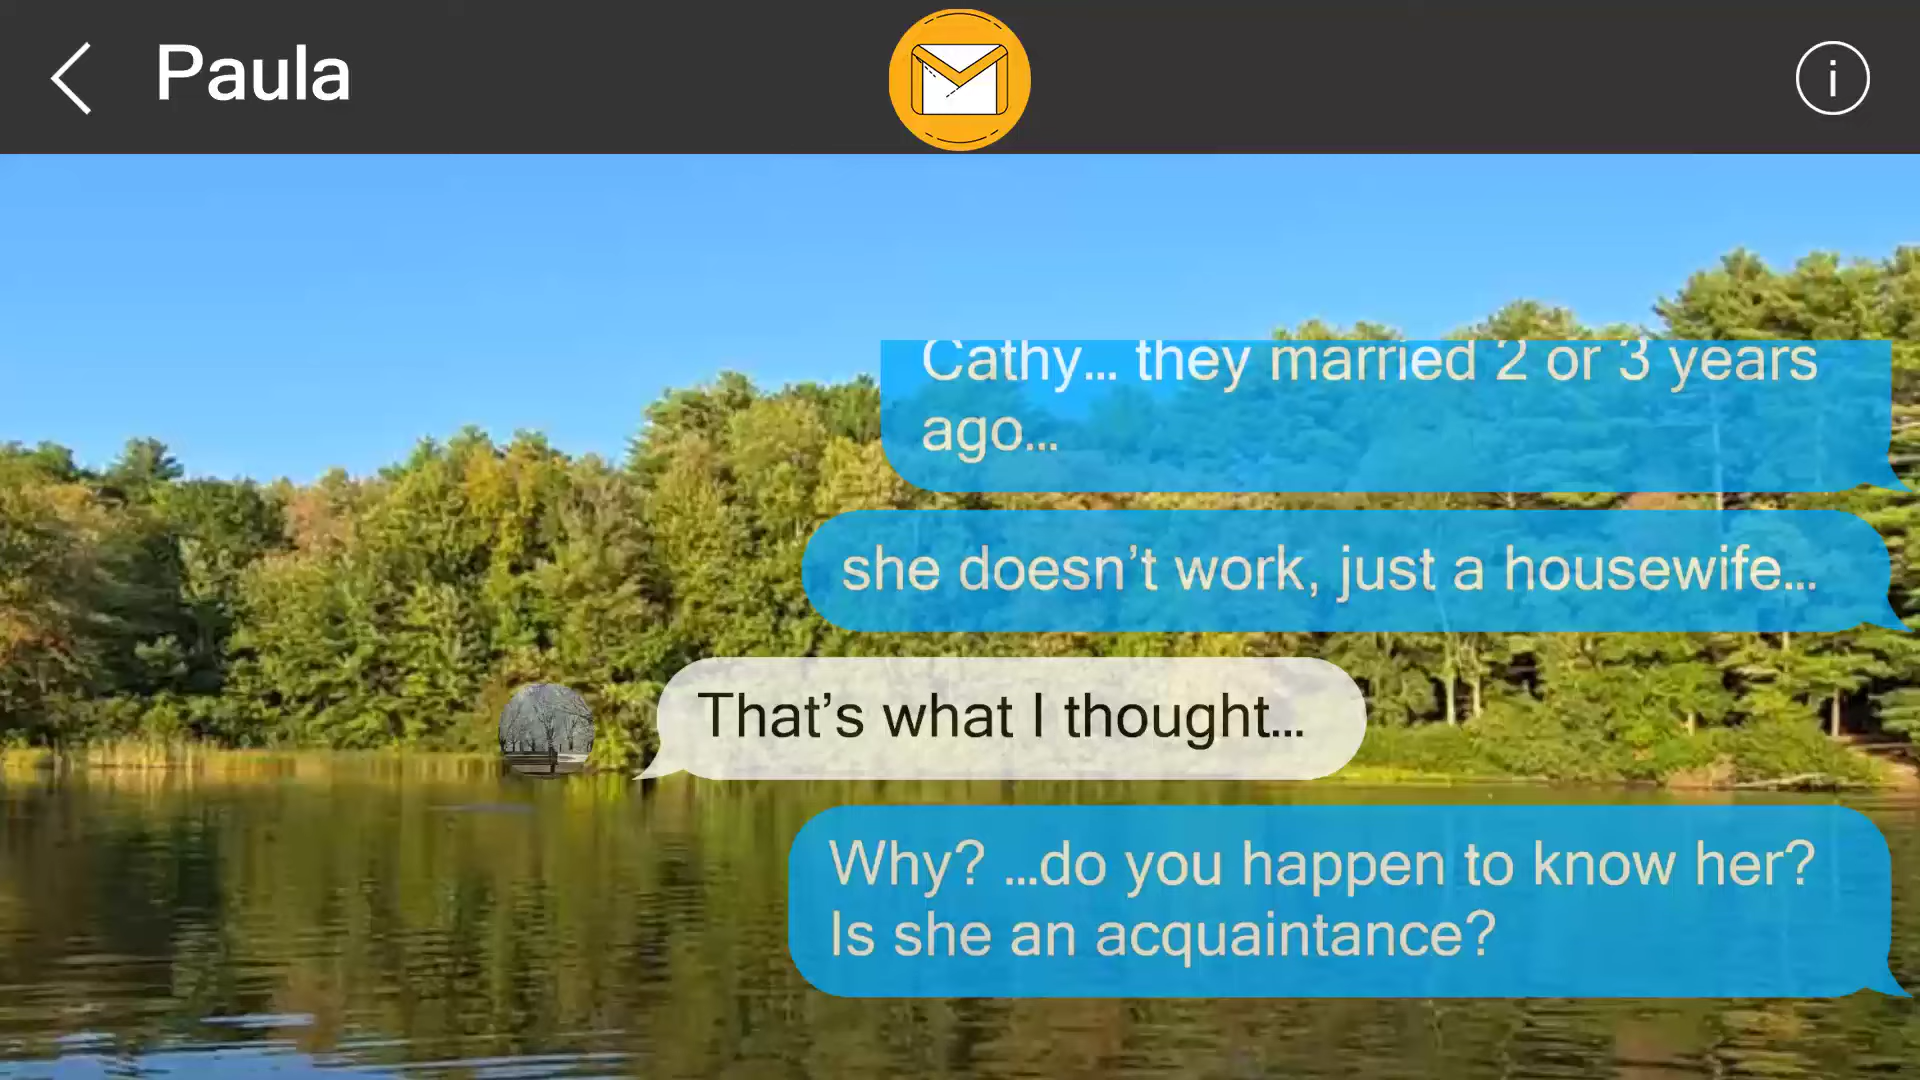 Paula
i
Cathy... they married 2 or 3 years
ago...
she doesn’t work, just a housewife...
That’s what I thought...
Why? ...do you happen to know her?
Is she an acquaintance?